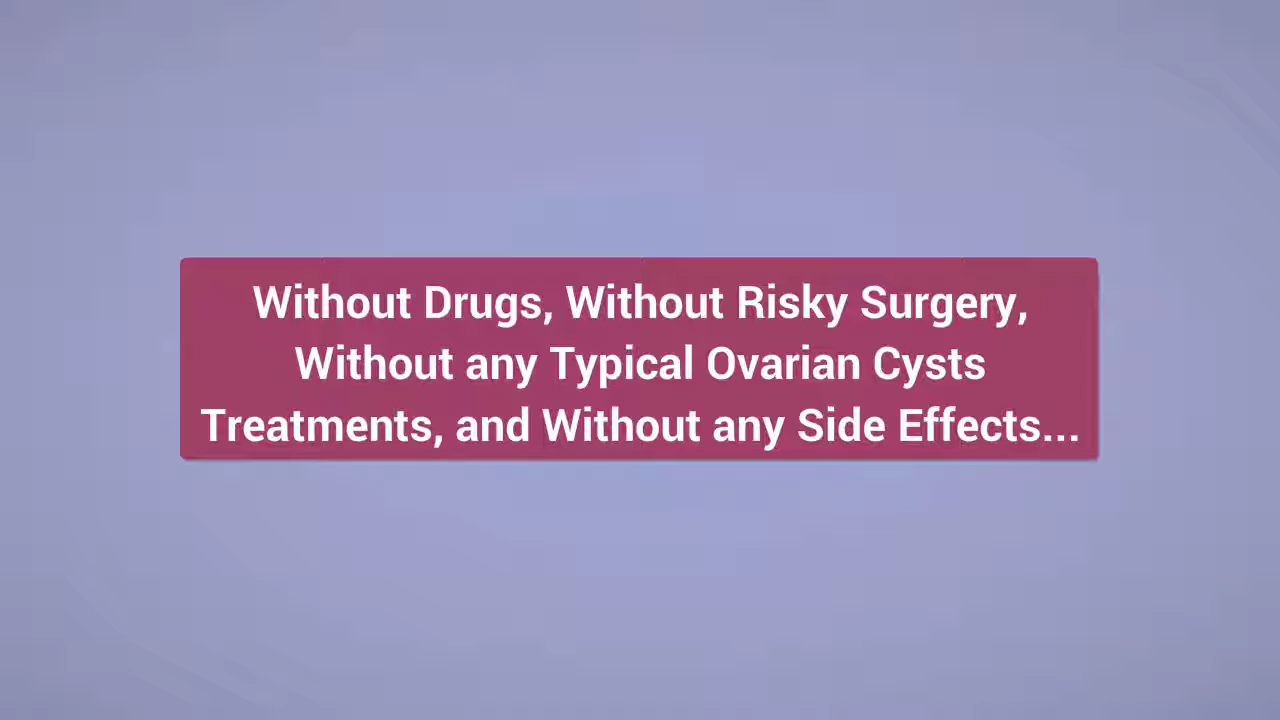 Without Drugs, Without Risky Surgery,
Without any Typical Ovarian Cysts
Treatments, and Without any Side Effects...